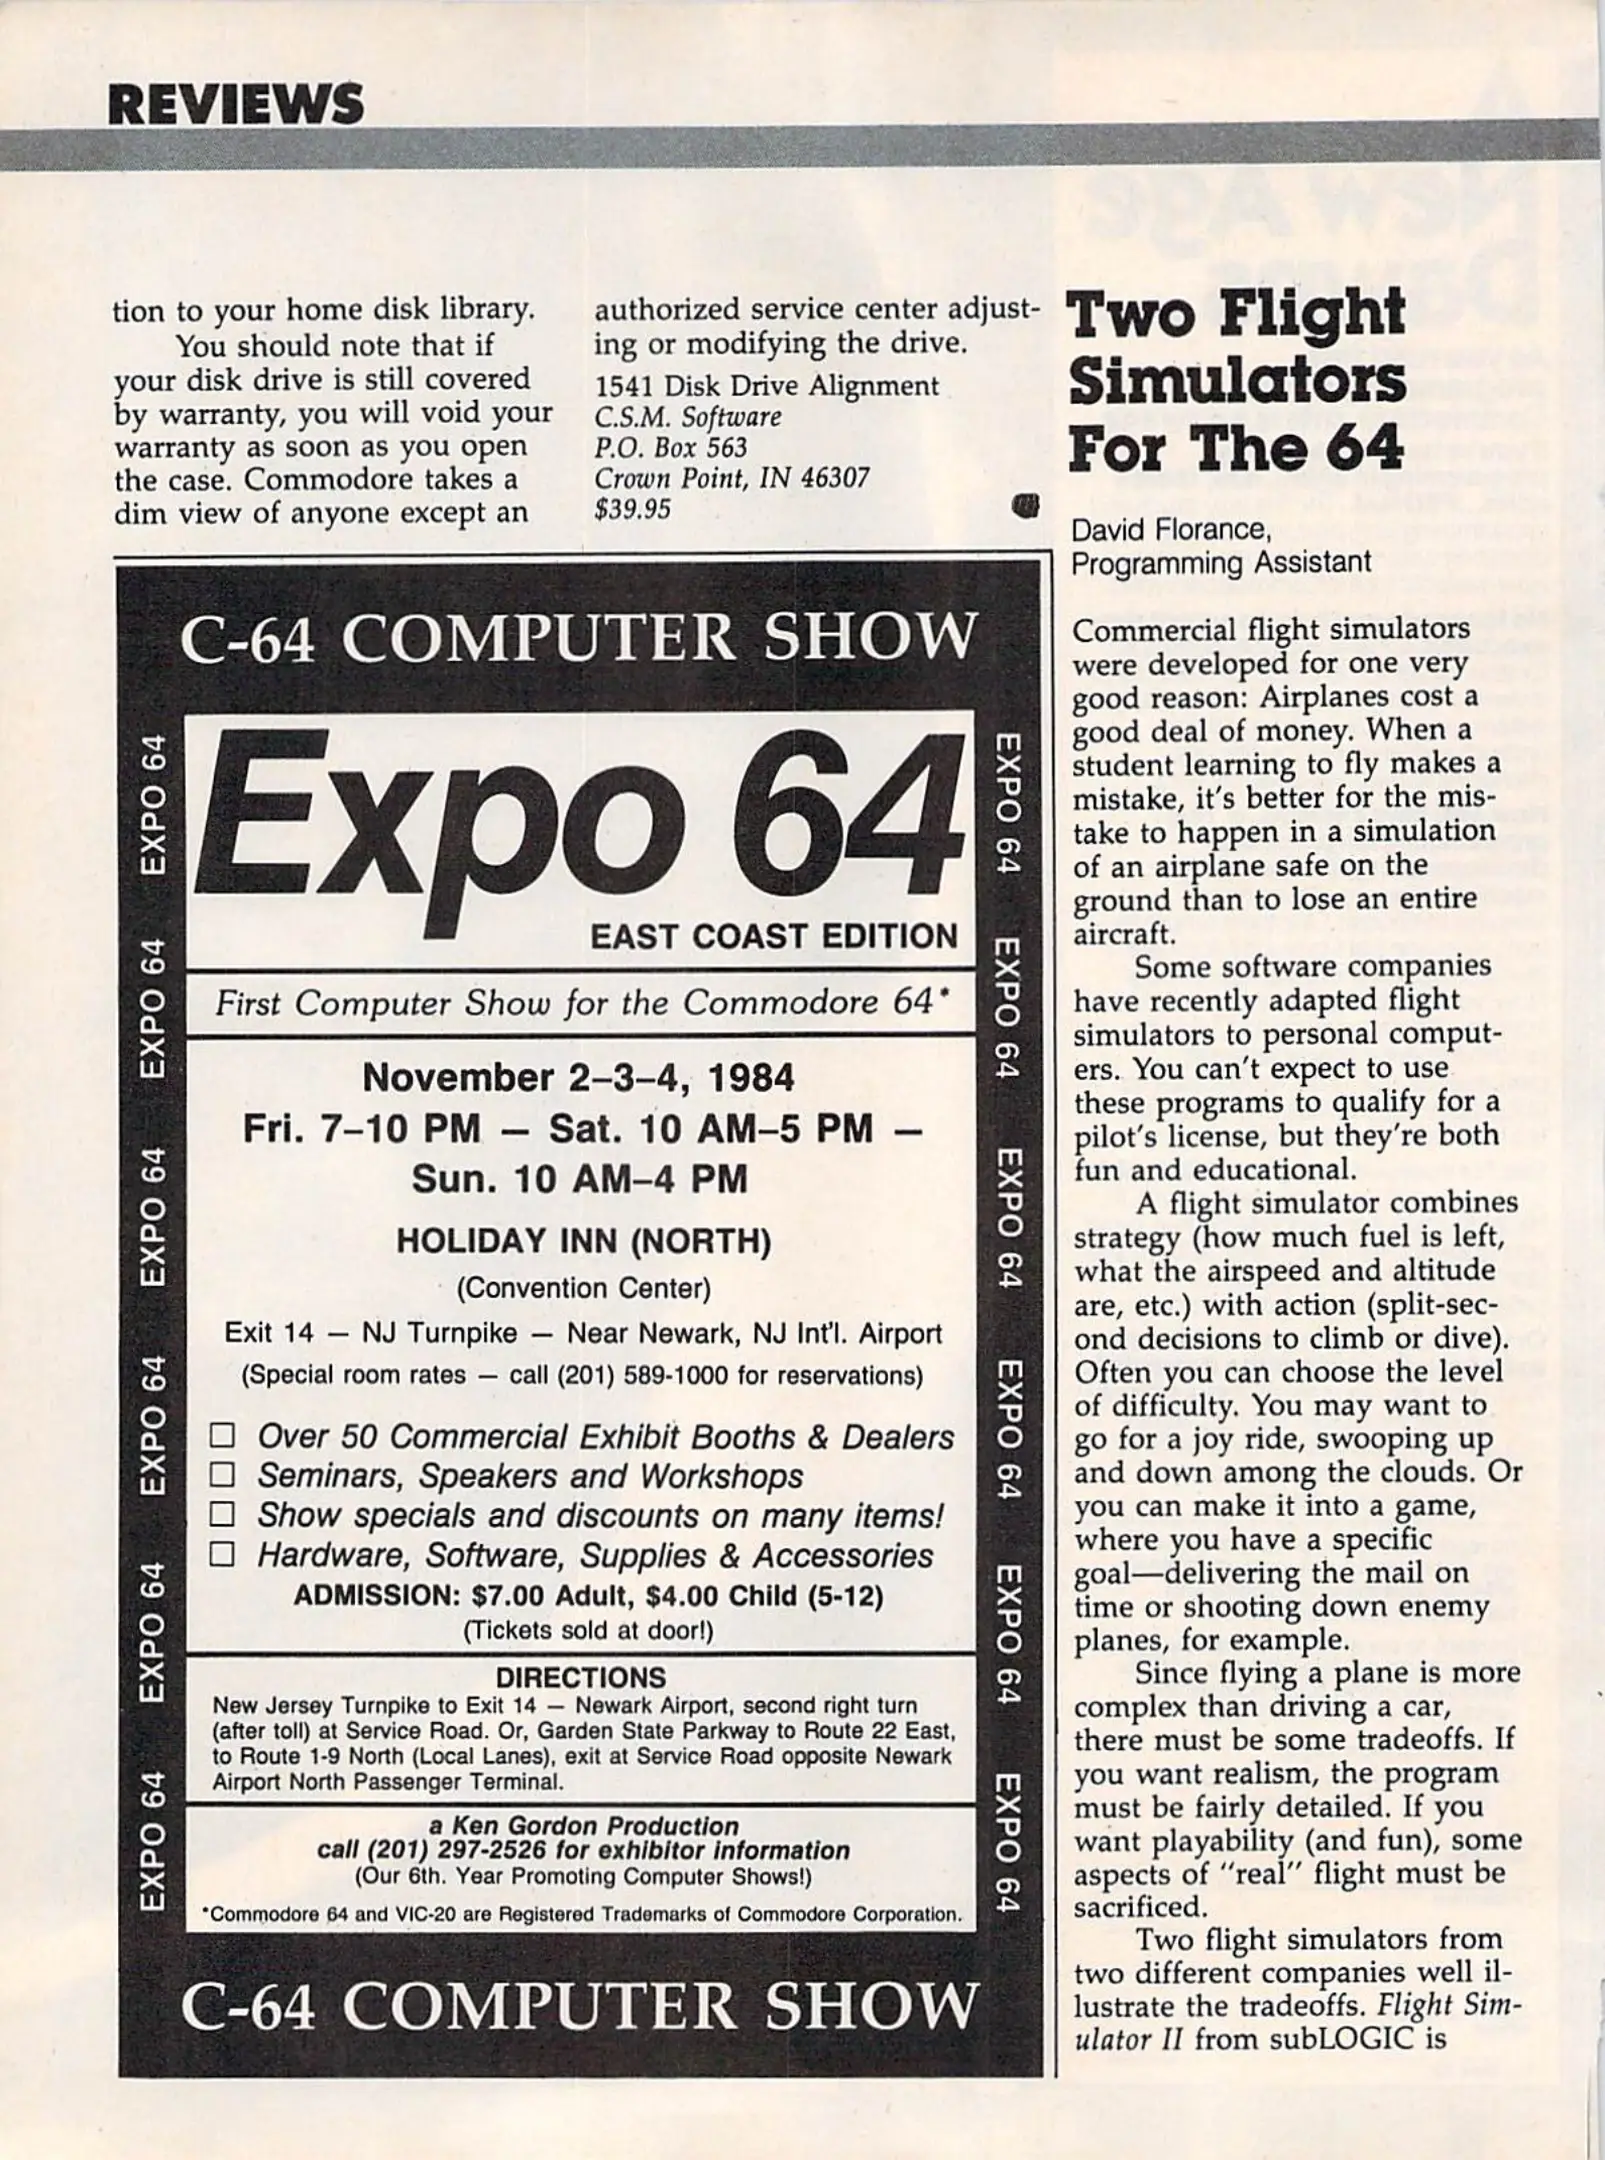 REVIEWS
tion to your home disk library.
You should note that if
your disk drive is still covered
by warranty, you will void your
warranty as soon as you open
the case. Commodore takes a
dim view of anyone except an
authorized service center adjust-
ing or modifying the drive.
1541 Disk Drive Alignment
C.S.M. Software
P.O. Box 563
Crown Point, IN 46307
$39.95
C-64 COMPUTER SHOW
EXPO 64 EXPO 64 EXPO 64 EXPO 64 EXPO 64 EXPO 64
Expo 64
EAST COAST EDITION
First Computer Show for the Commodore 64*
November 2–3–4, 1984
Fri. 7–10 PM — Sat. 10 AM–5 PM —
Sun. 10 AM–4 PM
HOLIDAY INN (NORTH)
(Convention Center)
Exit 14 — NJ Turnpike — Near Newark, NJ Int'l. Airport
(Special room rates — call (201) 589-1000 for reservations)
☐ Over 50 Commercial Exhibit Booths & Dealers
☐ Seminars, Speakers and Workshops
☐ Show specials and discounts on many items!
☐ Hardware, Software, Supplies & Accessories
ADMISSION: $7.00 Adult, $4.00 Child (5-12)
(Tickets sold at door!)
DIRECTIONS
New Jersey Turnpike to Exit 14 — Newark Airport, second right turn
(after toll) at Service Road. Or, Garden State Parkway to Route 22 East,
to Route 1-9 North (Local Lanes), exit at Service Road opposite Newark
Airport North Passenger Terminal.
a Ken Gordon Production
call (201) 297-2526 for exhibitor information
(Our 6th. Year Promoting Computer Shows!)
*Commodore 64 and VIC-20 are Registered Trademarks of Commodore Corporation.
EXPO 64 EXPO 64 EXPO 64 EXPO 64 EXPO 64 EXPO 64
C-64 COMPUTER SHOW
Two Flight
Simulators
For The 64
David Florance,
Programming Assistant
Commercial flight simulators
were developed for one very
good reason: Airplanes cost a
good deal of money. When a
student learning to fly makes a
mistake, it's better for the mis-
take to happen in a simulation
of an airplane safe on the
ground than to lose an entire
aircraft.
Some software companies
have recently adapted flight
simulators to personal comput-
ers. You can't expect to use
these programs to qualify for a
pilot's license, but they're both
fun and educational.
A flight simulator combines
strategy (how much fuel is left,
what the airspeed and altitude
are, etc.) with action (split-sec-
ond decisions to climb or dive).
Often you can choose the level
of difficulty. You may want to
go for a joy ride, swooping up
and down among the clouds. Or
you can make it into a game,
where you have a specific
goal—delivering the mail on
time or shooting down enemy
planes, for example.
Since flying a plane is more
complex than driving a car,
there must be some tradeoffs. If
you want realism, the program
must be fairly detailed. If you
want playability (and fun), some
aspects of "real" flight must be
sacrificed.
Two flight simulators from
two different companies well il-
lustrate the tradeoffs. Flight Sim-
ulator II from subLOGIC is